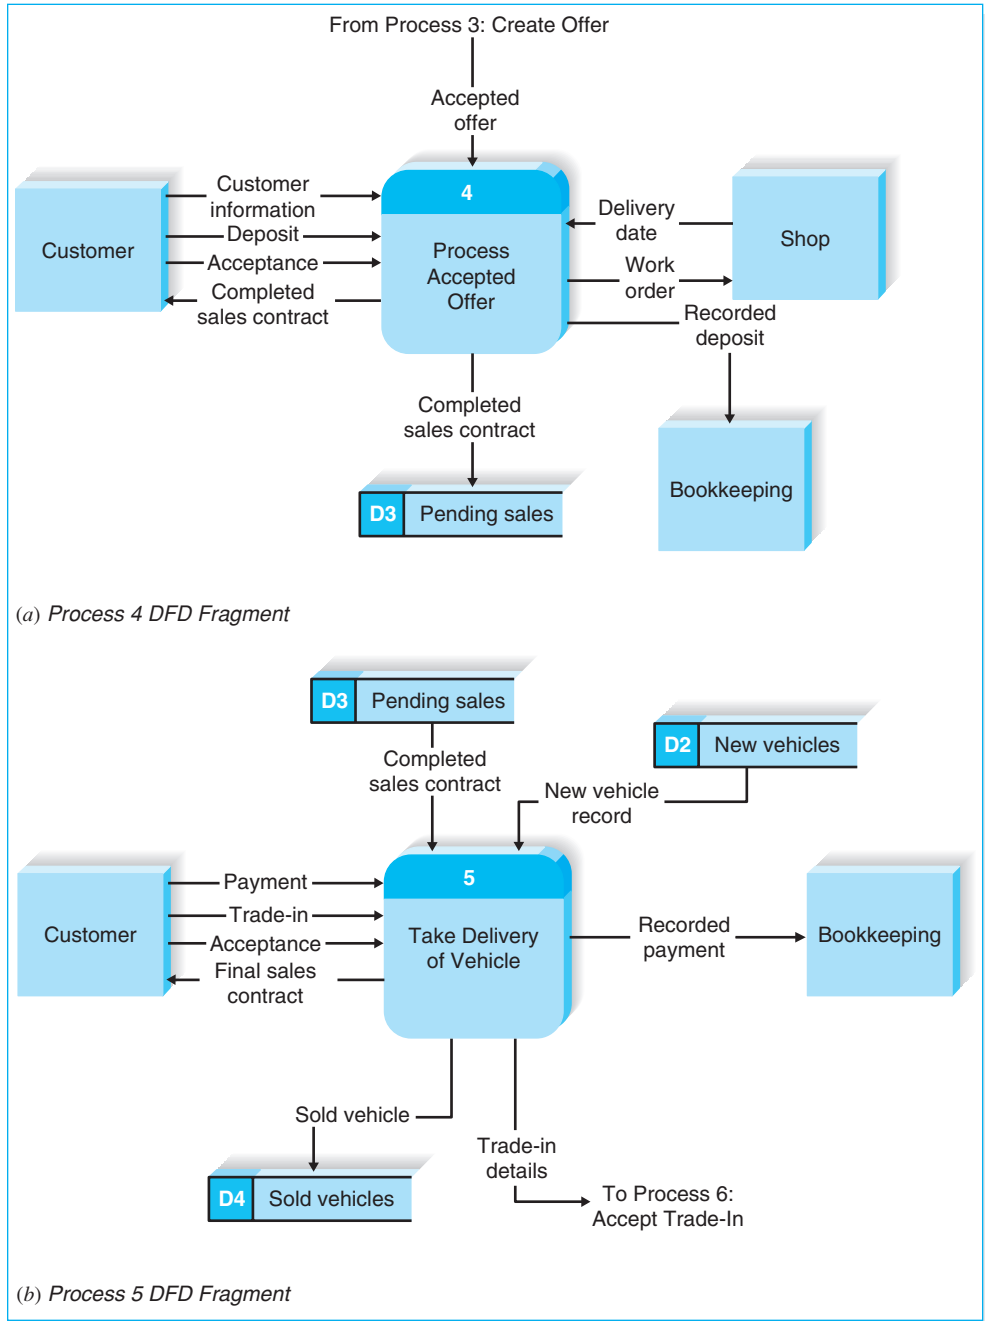 From Process 3: Create Offer
Accepted
offer
4
Process
Accepted
Offer
Customer
Customer
information
Deposit
Acceptance
Completed
sales contract
Delivery
date
Work
order
Shop
Recorded
deposit
Bookkeeping
Completed
sales contract
D3 Pending sales
(a) Process 4 DFD Fragment
D3 Pending sales
D2 New vehicles
Completed
sales contract
New vehicle
record
5
Take Delivery
of Vehicle
Customer
Payment
Trade-in
Acceptance
Final sales
contract
Recorded
payment
Bookkeeping
Sold vehicle
Trade-in
details
D4 Sold vehicles
To Process 6:
Accept Trade-In
(b) Process 5 DFD Fragment